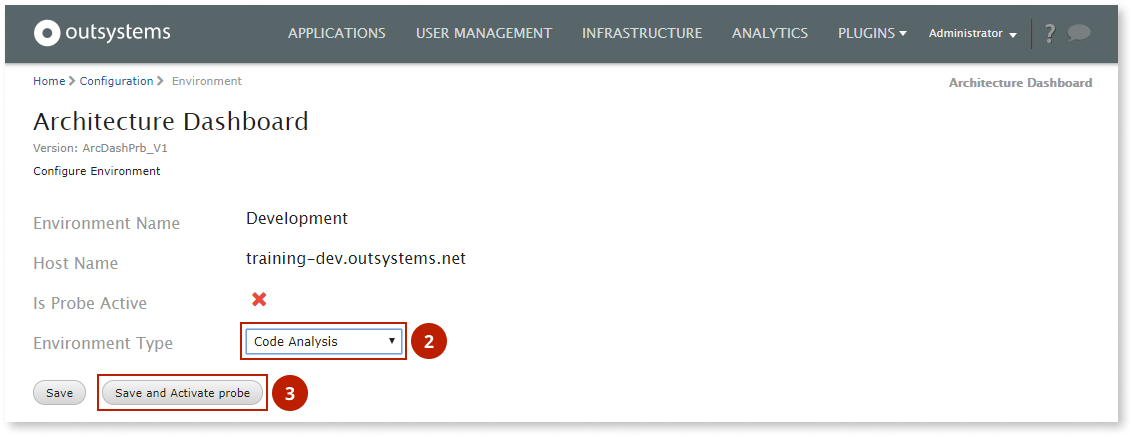 outsystems APPLICATIONS USER MANAGEMENT INFRASTRUCTURE ANALYTICS PLUGINS Administrator ?
Home Configuration Environment Architecture Dashboard
Architecture Dashboard
Version: ArcDashPrb_V1
Configure Environment
Environment Name Development
Host Name training-dev.outsystems.net
Is Probe Active
Environment Type Code Analysis 2
Save Save and Activate probe 3